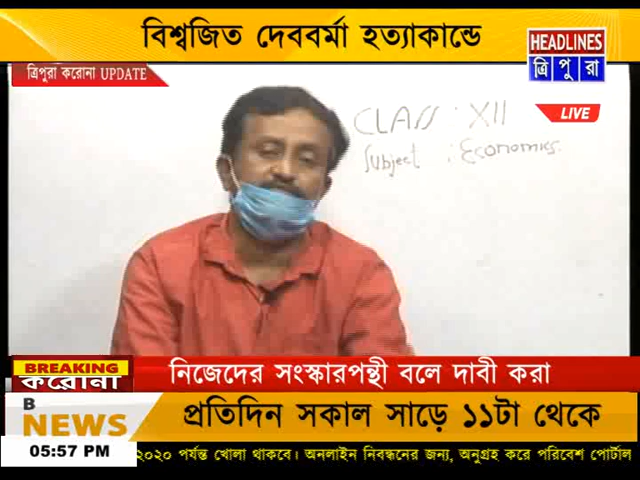 বিশ্বজিত দেববর্মা হত্যাকান্ডে
HEADLINES
ত্রিপুরা
ত্রিপুরা করোনা UPDATE
LIVE
CLASS : XII
Subject : Economics.
BREAKING
করোনা
নিজেদের সংস্কারপন্থী বলে দাবী করা
B
NEWS
প্রতিদিন সকাল সাড়ে ১১টা থেকে
05:57 PM
২০২০ পর্যন্ত খোলা থাকবে। অনলাইন নিবন্ধনের জন্য, অনুগ্রহ করে পরিবেশ পোর্টাল